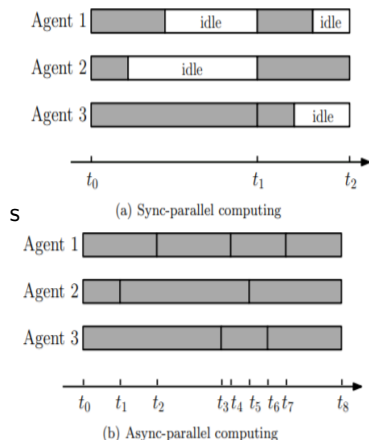 Agent 1 idle idle
Agent 2 idle
Agent 3 idle
t0 t1 t2
(a) Sync-parallel computing
s
Agent 1
Agent 2
Agent 3
t0 t1 t2 t3 t4 t5 t6 t7 t8
(b) Async-parallel computing